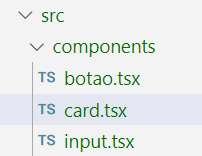 src
components
TS botao.tsx
TS card.tsx
TS input.tsx